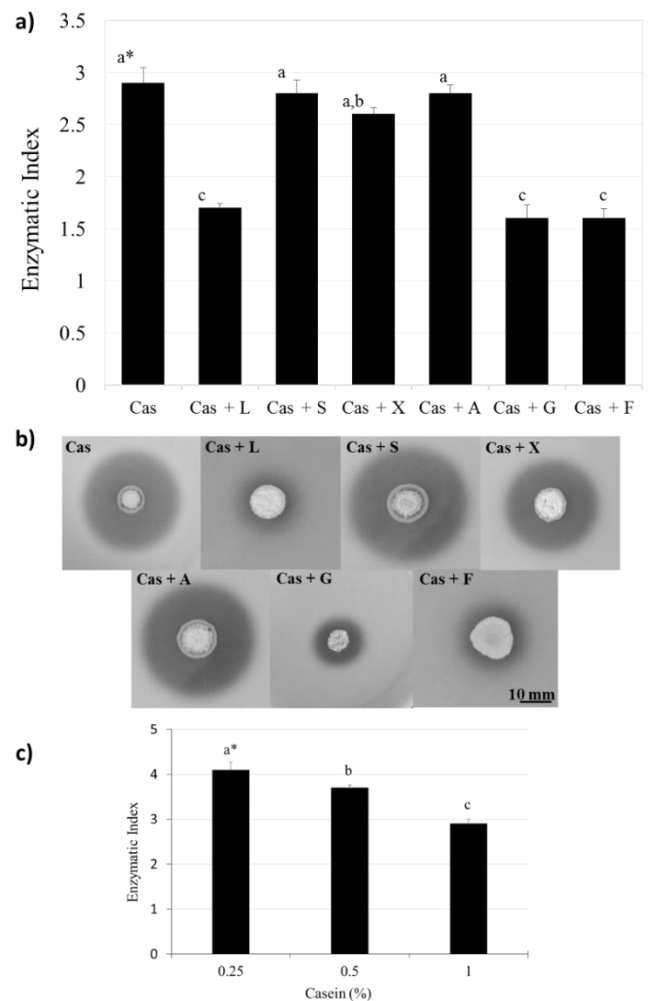 a)
Enzymatic Index
3.5
3
2.5
2
1.5
1
0.5
0
a*
c
a
a,b
a
c
c
Cas
Cas + L
Cas + S
Cas + X
Cas + A
Cas + G
Cas + F
b)
Cas
Cas + L
Cas + S
Cas + X
Cas + A
Cas + G
Cas + F
10 mm
c)
Enzymatic Index
5
4
3
2
1
0
a*
b
c
0.25
0.5
1
Casein (%)